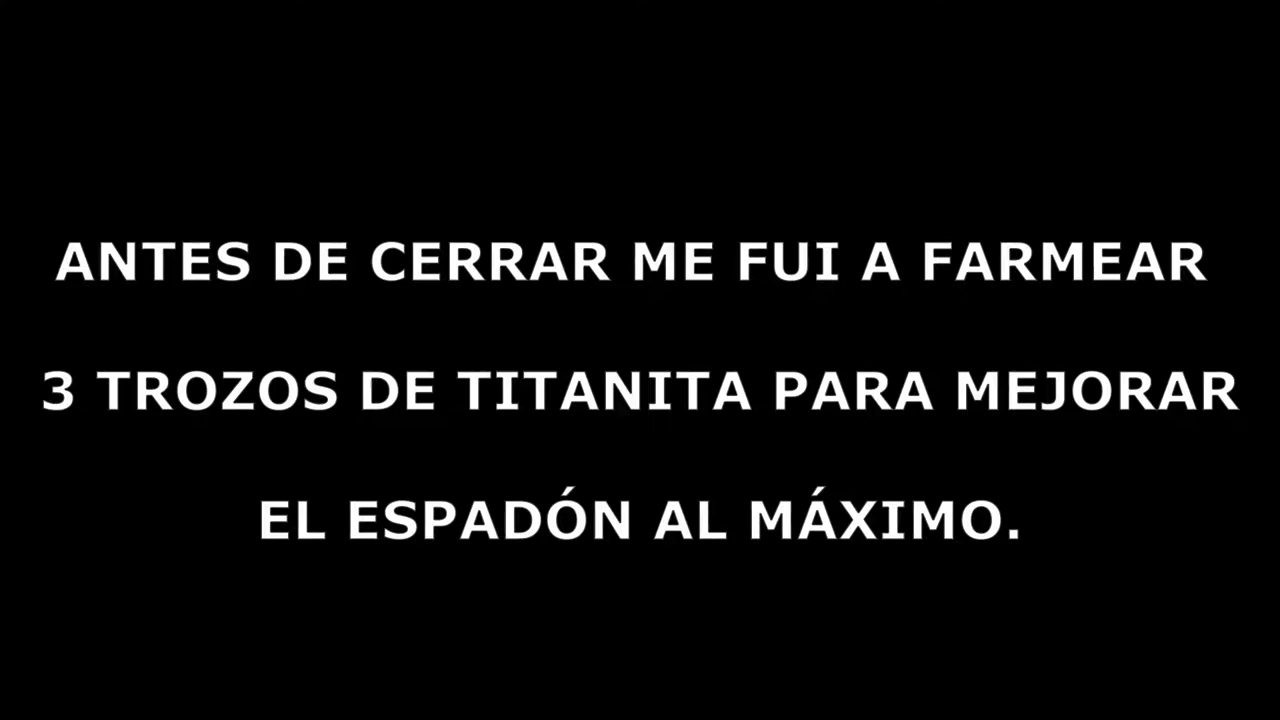 ANTES DE CERRAR ME FUI A FARMEAR
3 TROZOS DE TITANITA PARA MEJORAR
EL ESPADÓN AL MÁXIMO.